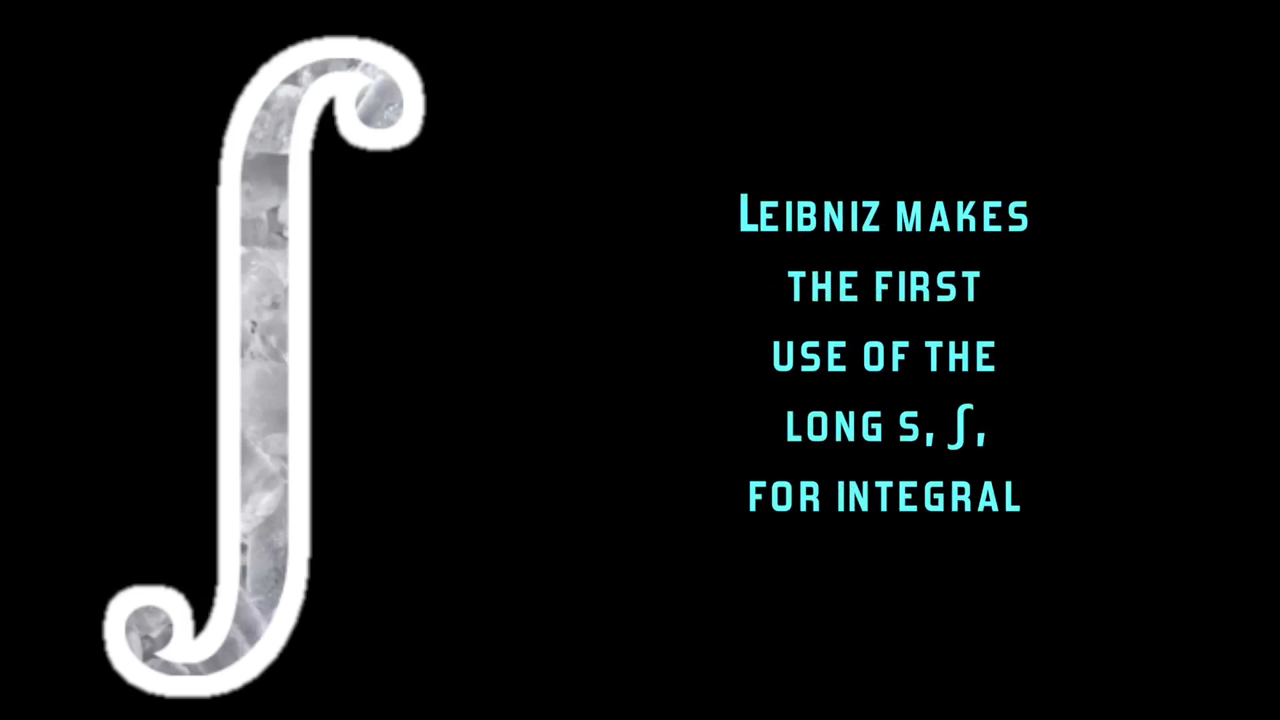 ∫
Leibniz makes
the first
use of the
long s, ∫,
for integral